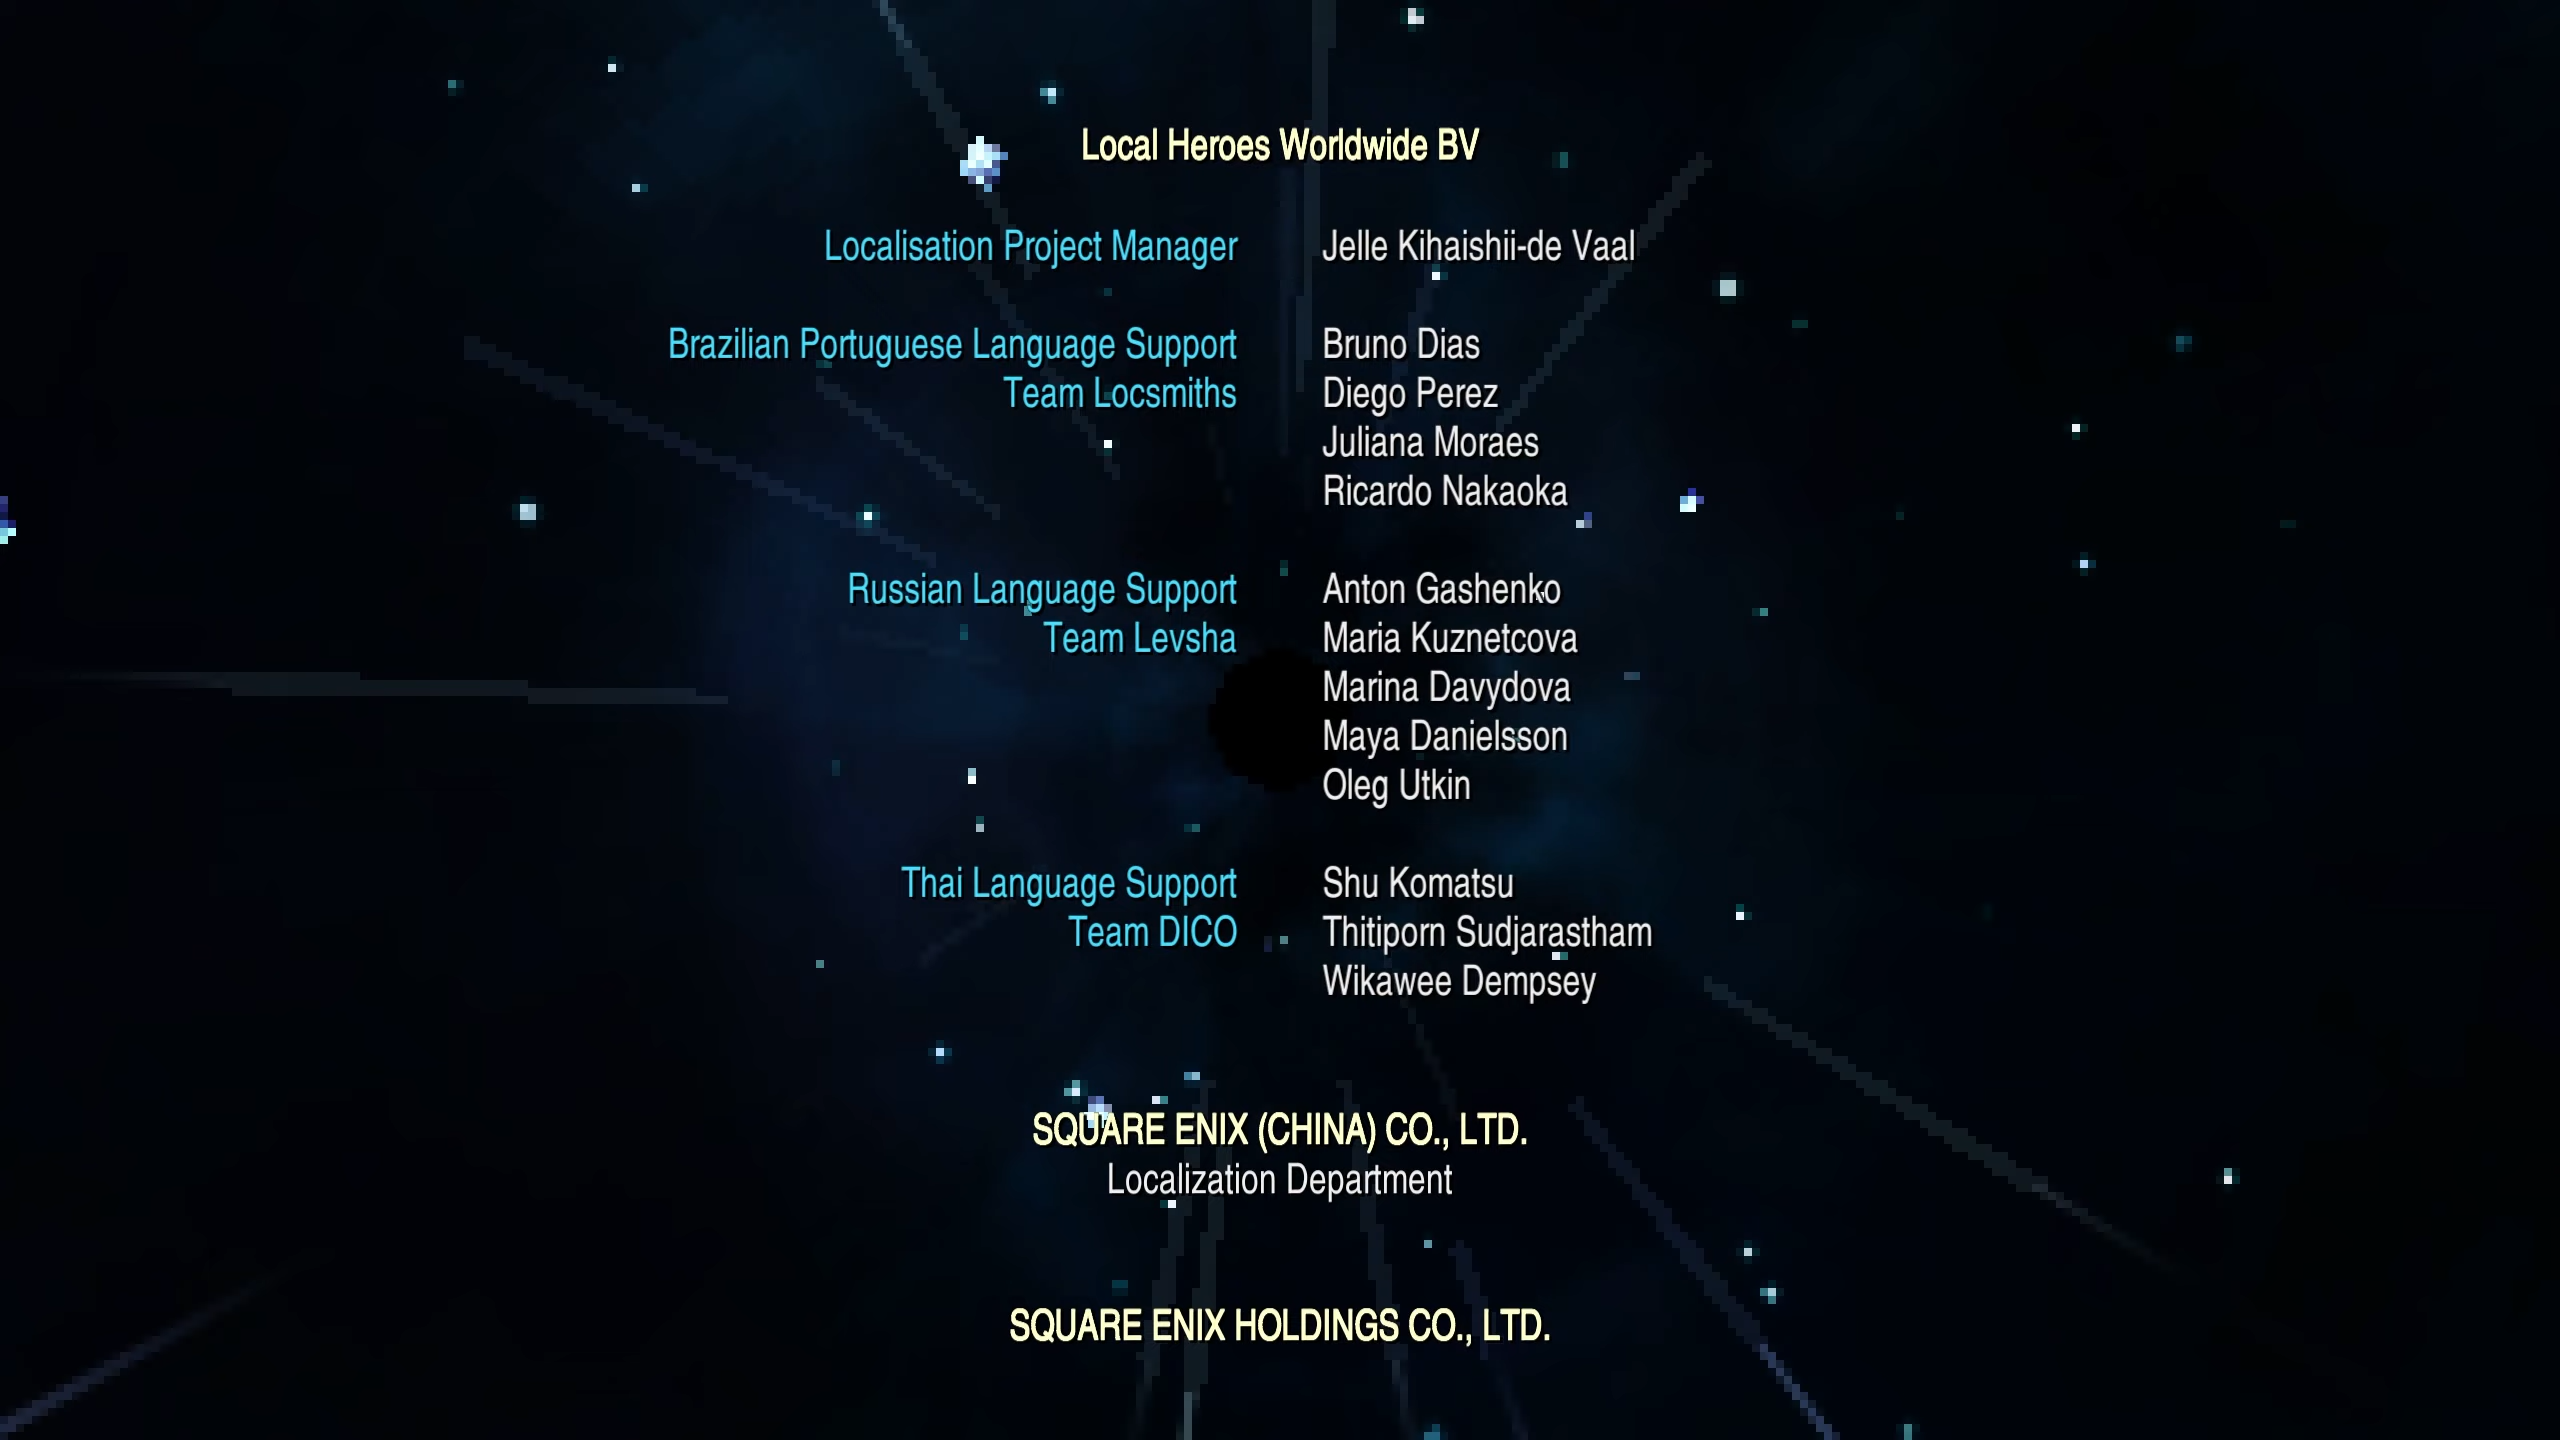 Local Heroes Worldwide BV
Localisation Project Manager Jelle Kihaishii-de Vaal
Brazilian Portuguese Language Support Bruno Dias
Team Locsmiths Diego Perez
Juliana Moraes
Ricardo Nakaoka
Russian Language Support Anton Gashenko
Team Levsha Maria Kuznetcova
Marina Davydova
Maya Danielsson
Oleg Utkin
Thai Language Support Shu Komatsu
Team DICO Thitiporn Sudjarastham
Wikawee Dempsey
SQUARE ENIX (CHINA) CO., LTD.
Localization Department
SQUARE ENIX HOLDINGS CO., LTD.